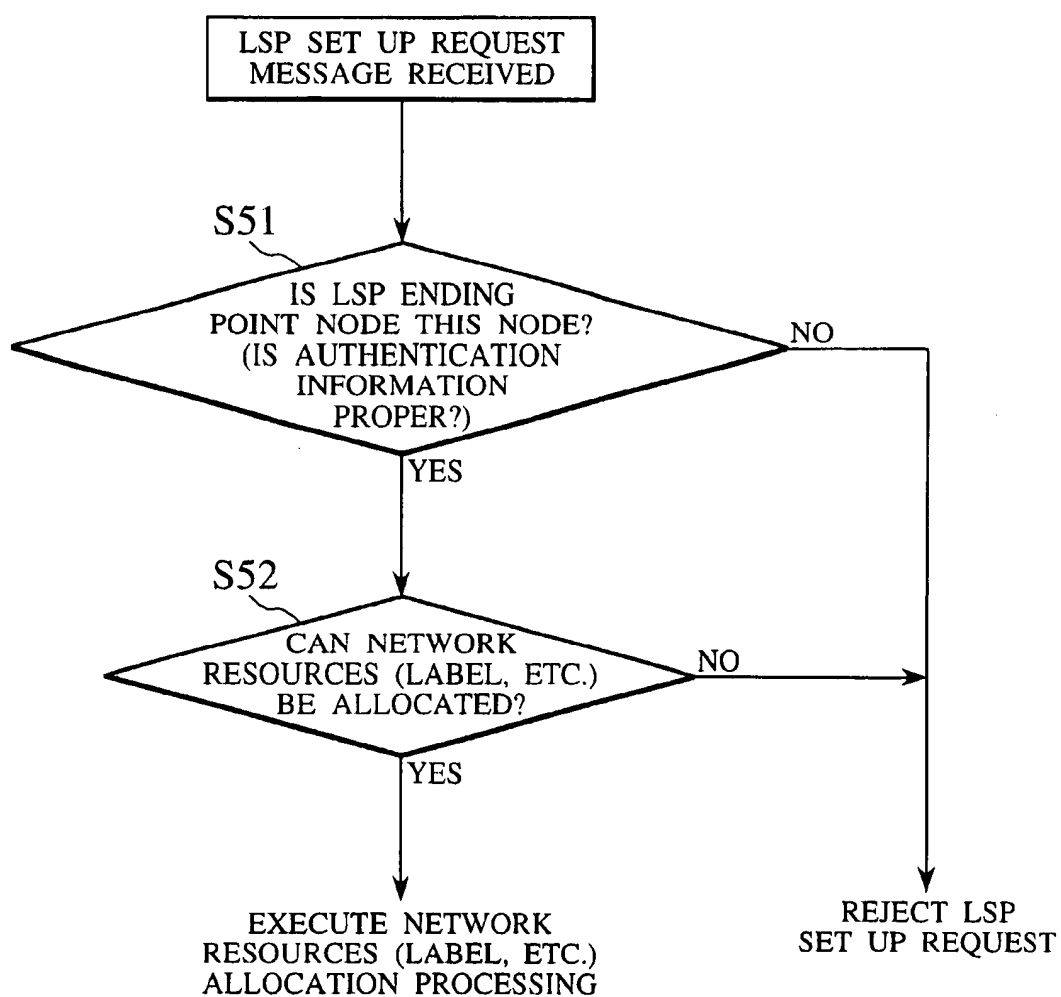 LSP SET UP REQUEST
MESSAGE RECEIVED
S51
IS LSP ENDING
POINT NODE THIS NODE?
(IS AUTHENTICATION
INFORMATION
PROPER?)
NO
YES
S52
CAN NETWORK
RESOURCES (LABEL, ETC.)
BE ALLOCATED?
NO
YES
EXECUTE NETWORK
RESOURCES (LABEL, ETC.)
ALLOCATION PROCESSING
REJECT LSP
SET UP REQUEST